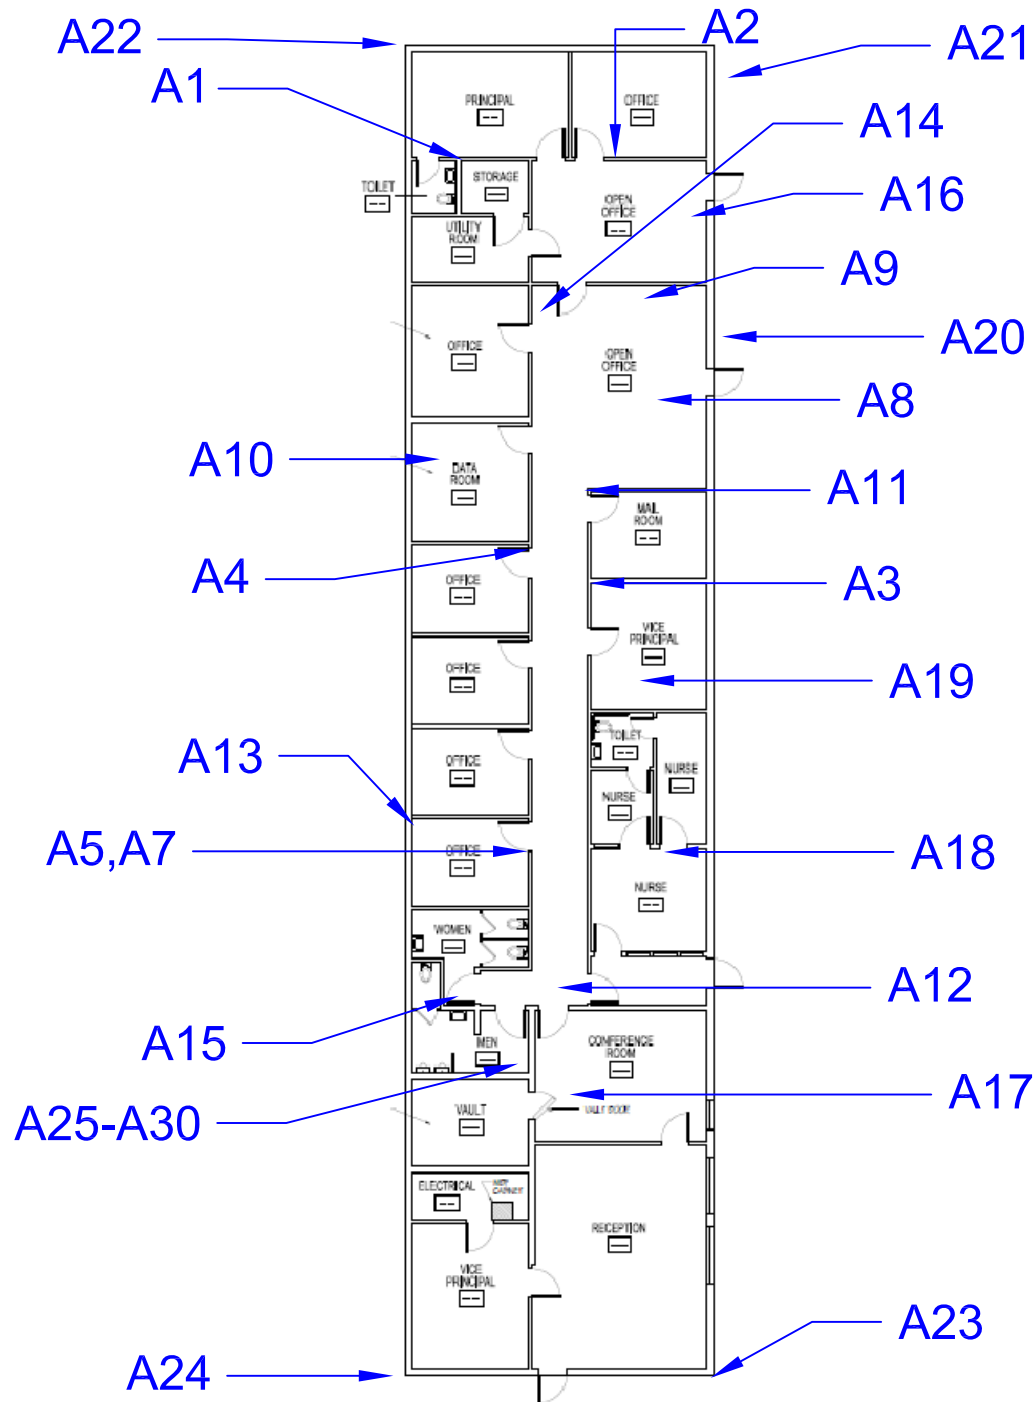 A22
A2
A21
A1
PRINCIPAL
OFFICE
A14
TOILET
STORAGE
A16
OPEN
OFFICE
UTILITY
ROOM
A9
OFFICE
OPEN
OFFICE
A20
A8
A10
DATA
ROOM
A11
MAIL
ROOM
A4
OFFICE
A3
VICE
PRINCIPAL
OFFICE
A19
A13
OFFICE
TOILET
NURSE
NURSE
A5,A7
OFFICE
A18
NURSE
WOMEN
A12
A15
MEN
CONFERENCE
ROOM
A17
A25-A30
VAULT
VAULT DOOR
ELECTRICAL
RECEPTION
VICE
PRINCIPAL
A23
A24